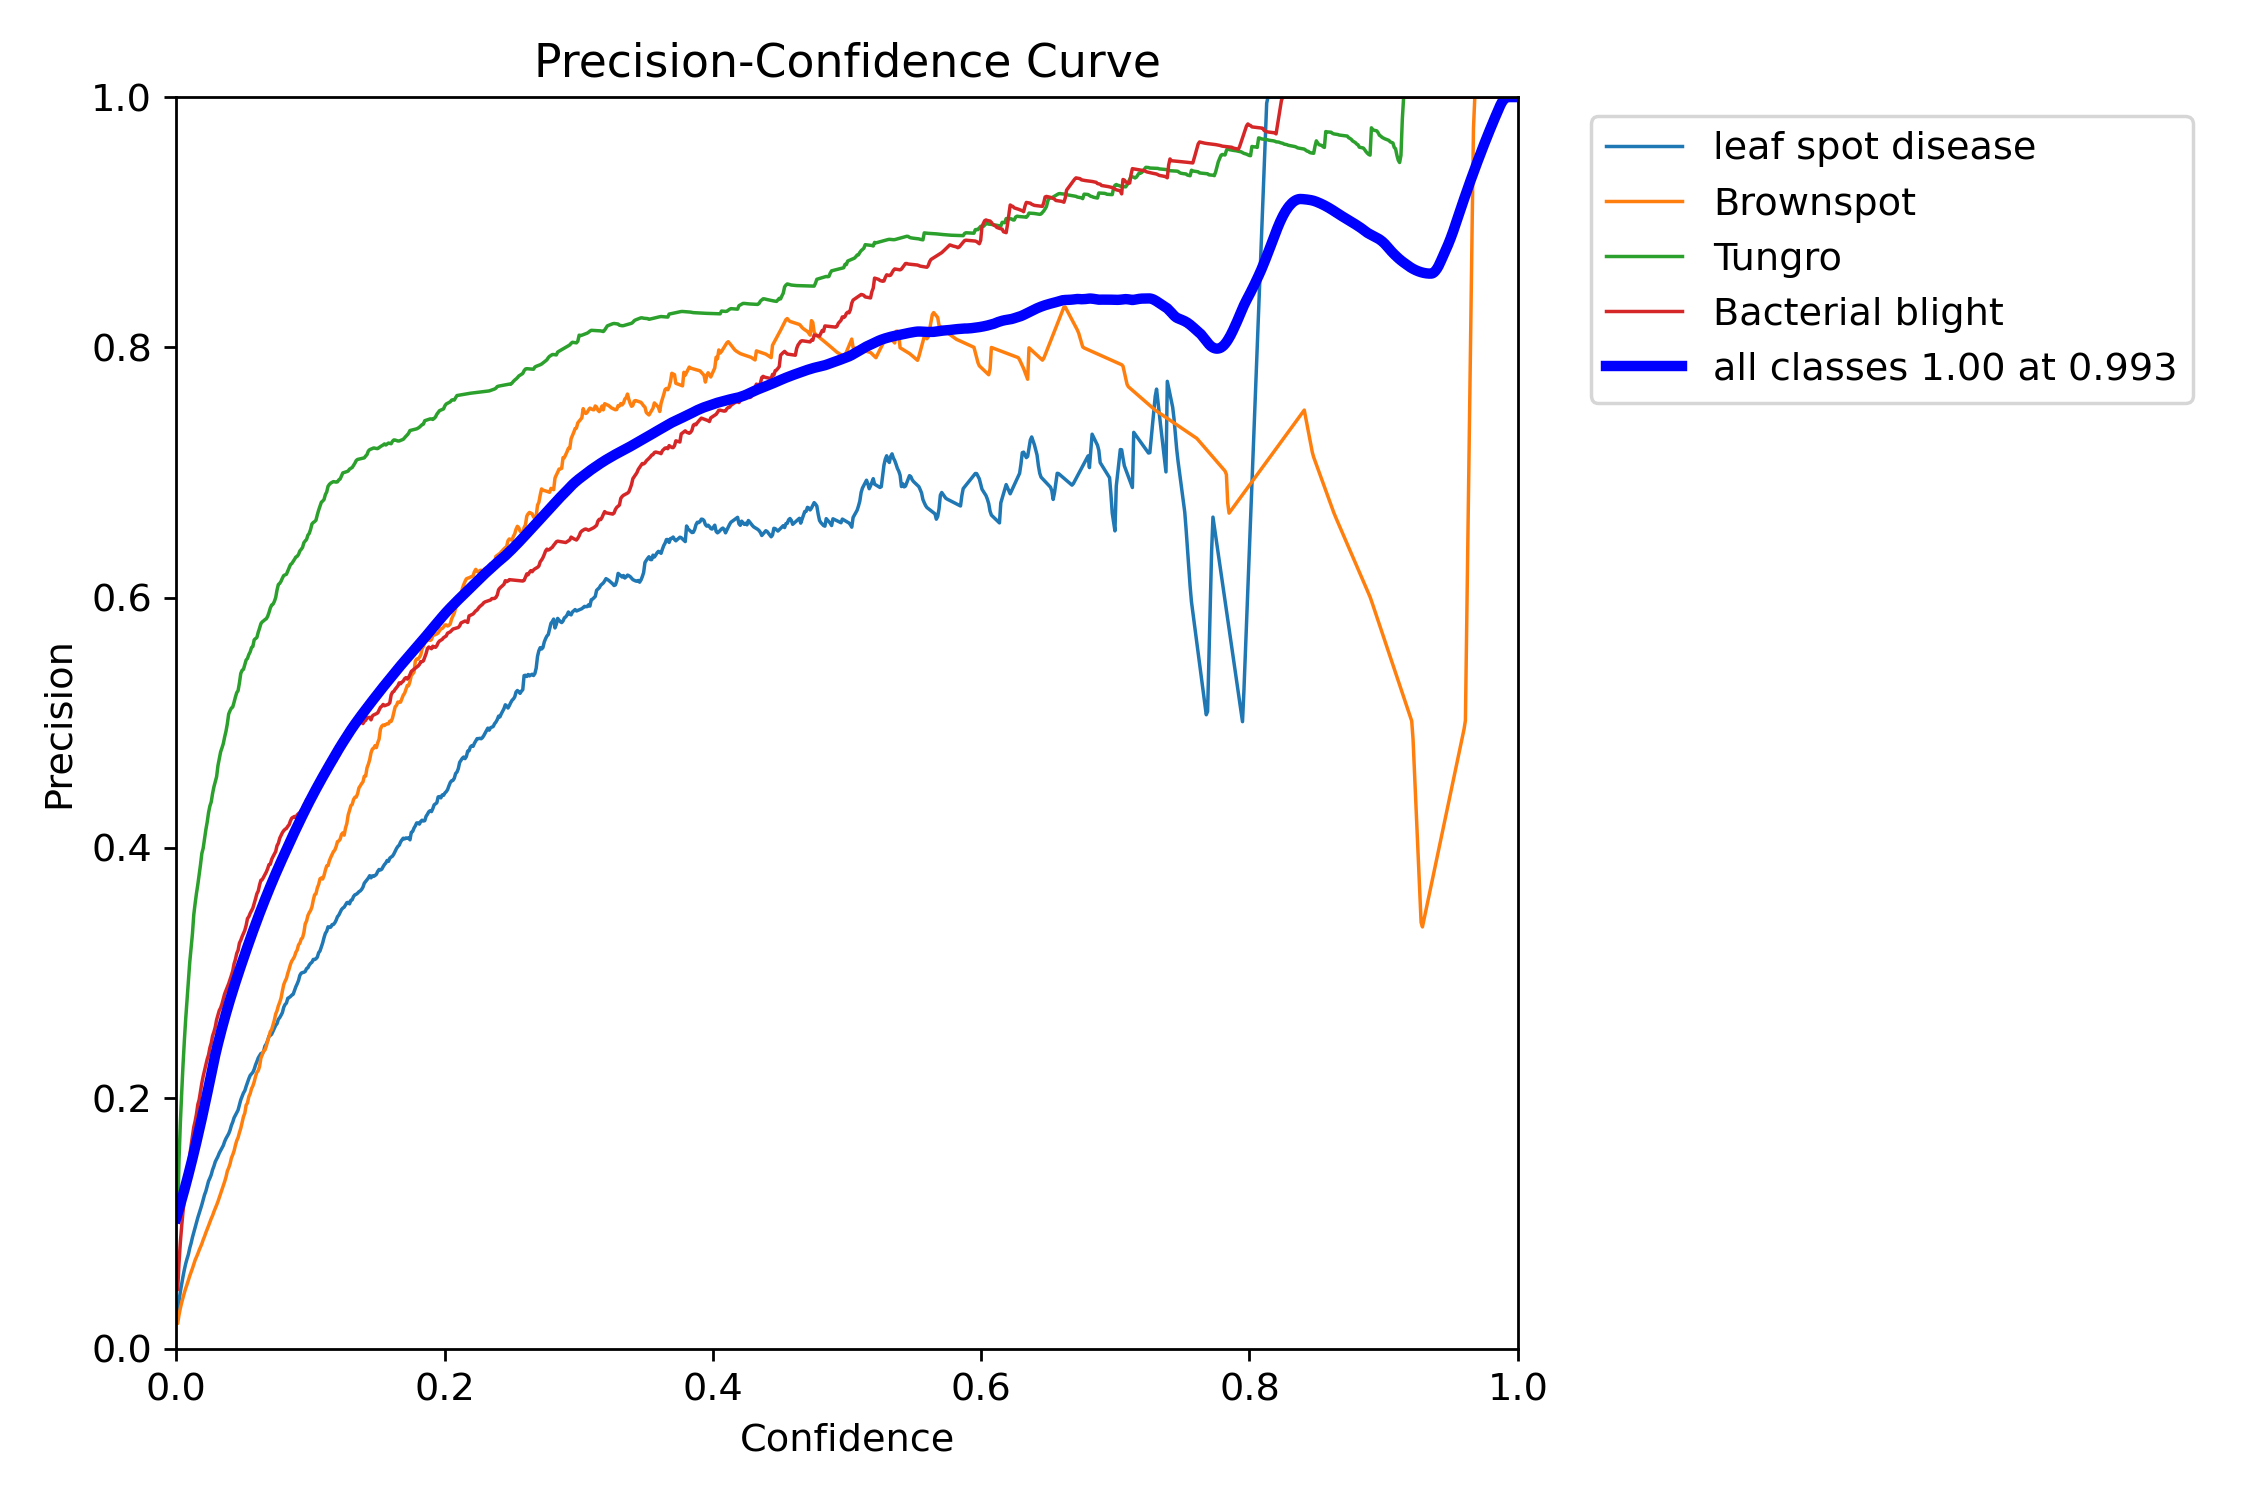 Precision-Confidence Curve
1.0
0.8
0.6
0.4
0.2
0.0
Precision
0.0 0.2 0.4 0.6 0.8 1.0
Confidence
leaf spot disease
Brownspot
Tungro
Bacterial blight
all classes 1.00 at 0.993